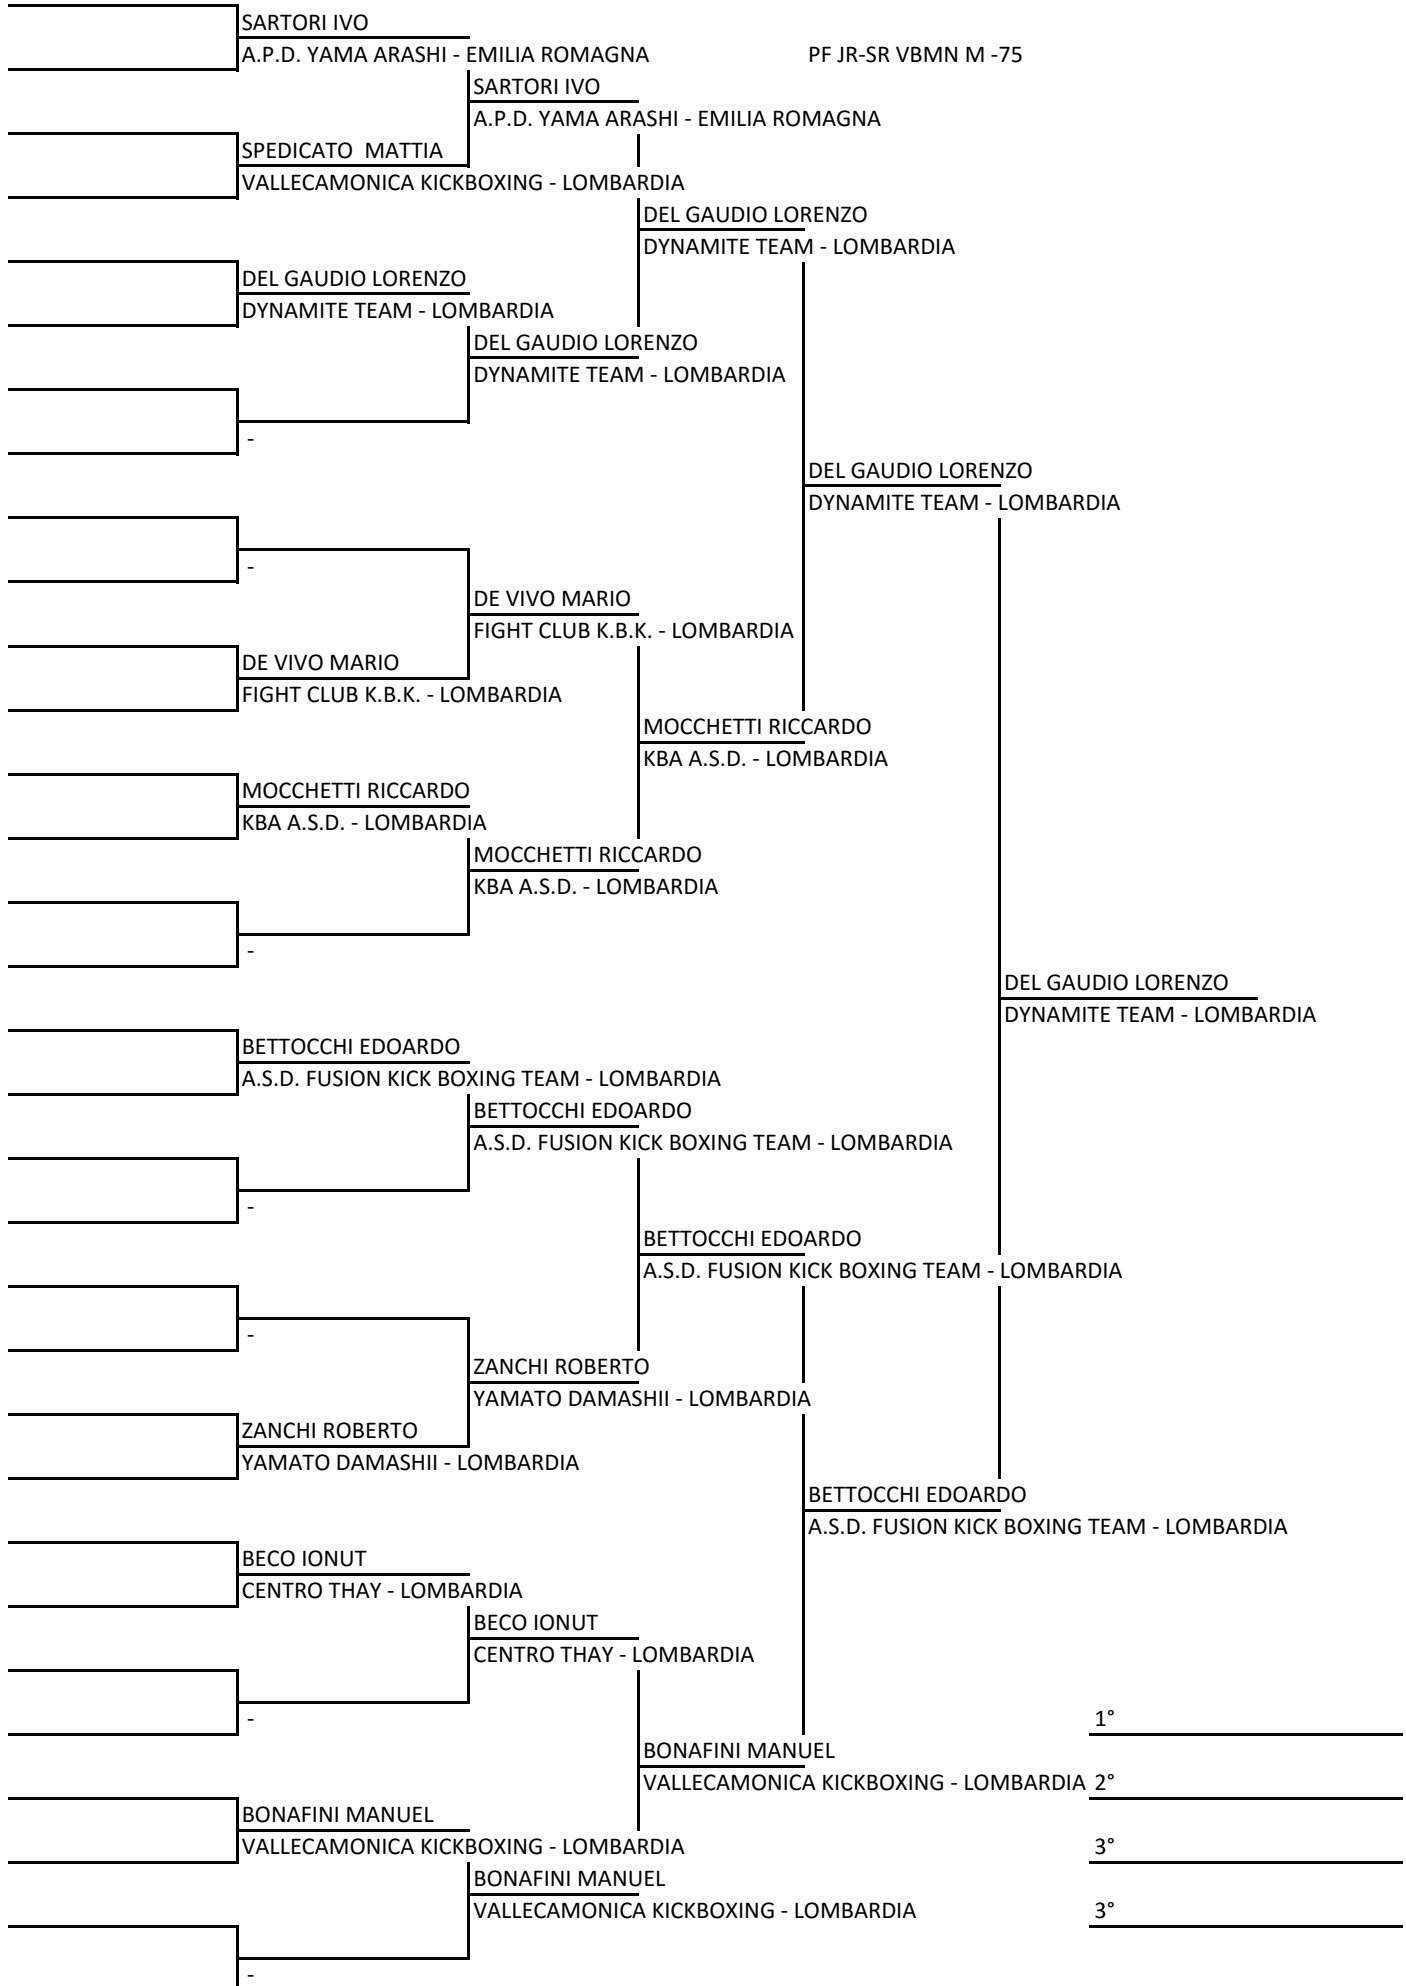 SARTORI IVO
A.P.D. YAMA ARASHI - EMILIA ROMAGNA
PF JR-SR VBMN M -75
SARTORI IVO
A.P.D. YAMA ARASHI - EMILIA ROMAGNA
SPEDICATO  MATTIA
VALLECAMONICA KICKBOXING - LOMBARDIA
DEL GAUDIO LORENZO
DYNAMITE TEAM - LOMBARDIA
DEL GAUDIO LORENZO
DYNAMITE TEAM - LOMBARDIA
DEL GAUDIO LORENZO
DYNAMITE TEAM - LOMBARDIA
-
DEL GAUDIO LORENZO
DYNAMITE TEAM - LOMBARDIA
-
DE VIVO MARIO
FIGHT CLUB K.B.K. - LOMBARDIA
DE VIVO MARIO
FIGHT CLUB K.B.K. - LOMBARDIA
MOCCHETTI RICCARDO
KBA A.S.D. - LOMBARDIA
MOCCHETTI RICCARDO
KBA A.S.D. - LOMBARDIA
MOCCHETTI RICCARDO
KBA A.S.D. - LOMBARDIA
-
DEL GAUDIO LORENZO
DYNAMITE TEAM - LOMBARDIA
BETTOCCHI EDOARDO
A.S.D. FUSION KICK BOXING TEAM - LOMBARDIA
BETTOCCHI EDOARDO
A.S.D. FUSION KICK BOXING TEAM - LOMBARDIA
-
BETTOCCHI EDOARDO
A.S.D. FUSION KICK BOXING TEAM - LOMBARDIA
-
ZANCHI ROBERTO
YAMATO DAMASHII - LOMBARDIA
ZANCHI ROBERTO
YAMATO DAMASHII - LOMBARDIA
BETTOCCHI EDOARDO
A.S.D. FUSION KICK BOXING TEAM - LOMBARDIA
BECO IONUT
CENTRO THAY - LOMBARDIA
BECO IONUT
CENTRO THAY - LOMBARDIA
-
1°
BONAFINI MANUEL
VALLECAMONICA KICKBOXING - LOMBARDIA
2°
BONAFINI MANUEL
VALLECAMONICA KICKBOXING - LOMBARDIA
3°
BONAFINI MANUEL
VALLECAMONICA KICKBOXING - LOMBARDIA
3°
-